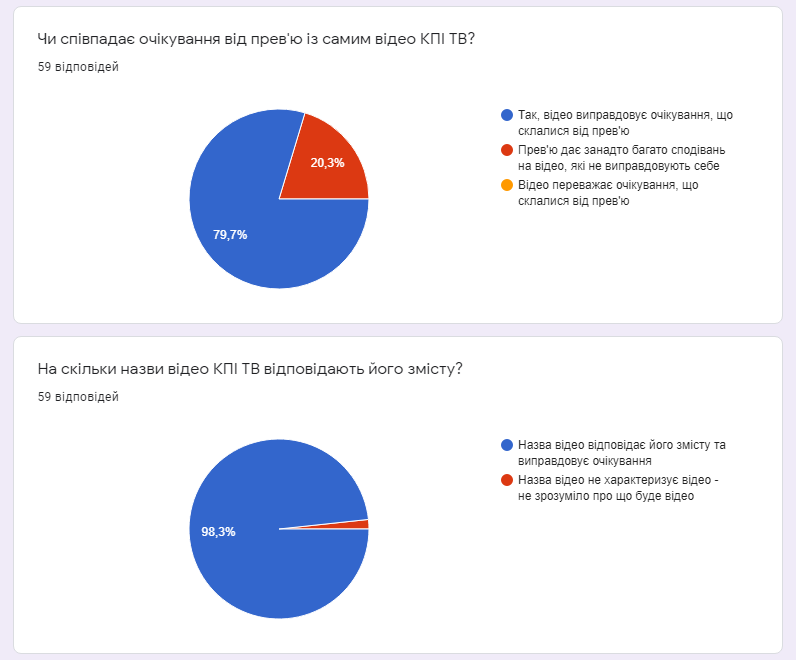 Чи співпадає очікування від прев'ю із самим відео КПІ ТВ?
59 відповідей
Так, відео виправдовує очікування, що
склалися від прев'ю
Прев'ю дає занадто багато сподівань
на відео, які не виправдовують себе
Відео переважає очікування, що
склалися від прев'ю
20,3%
79,7%
На скільки назви відео КПІ ТВ відповідають його змісту?
59 відповідей
Назва відео відповідає його змісту та
виправдовує очікування
Назва відео не характеризує відео -
не зрозуміло про що буде відео
98,3%